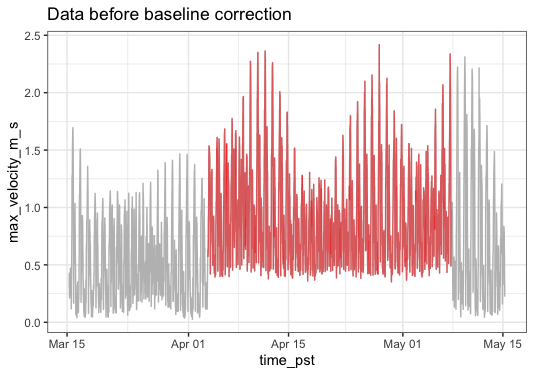 Data before baseline correction
max_velocity_m_s
2.5
2.0
1.5
1.0
0.5
0.0
Mar 15
Apr 01
Apr 15
May 01
May 15
time_pst